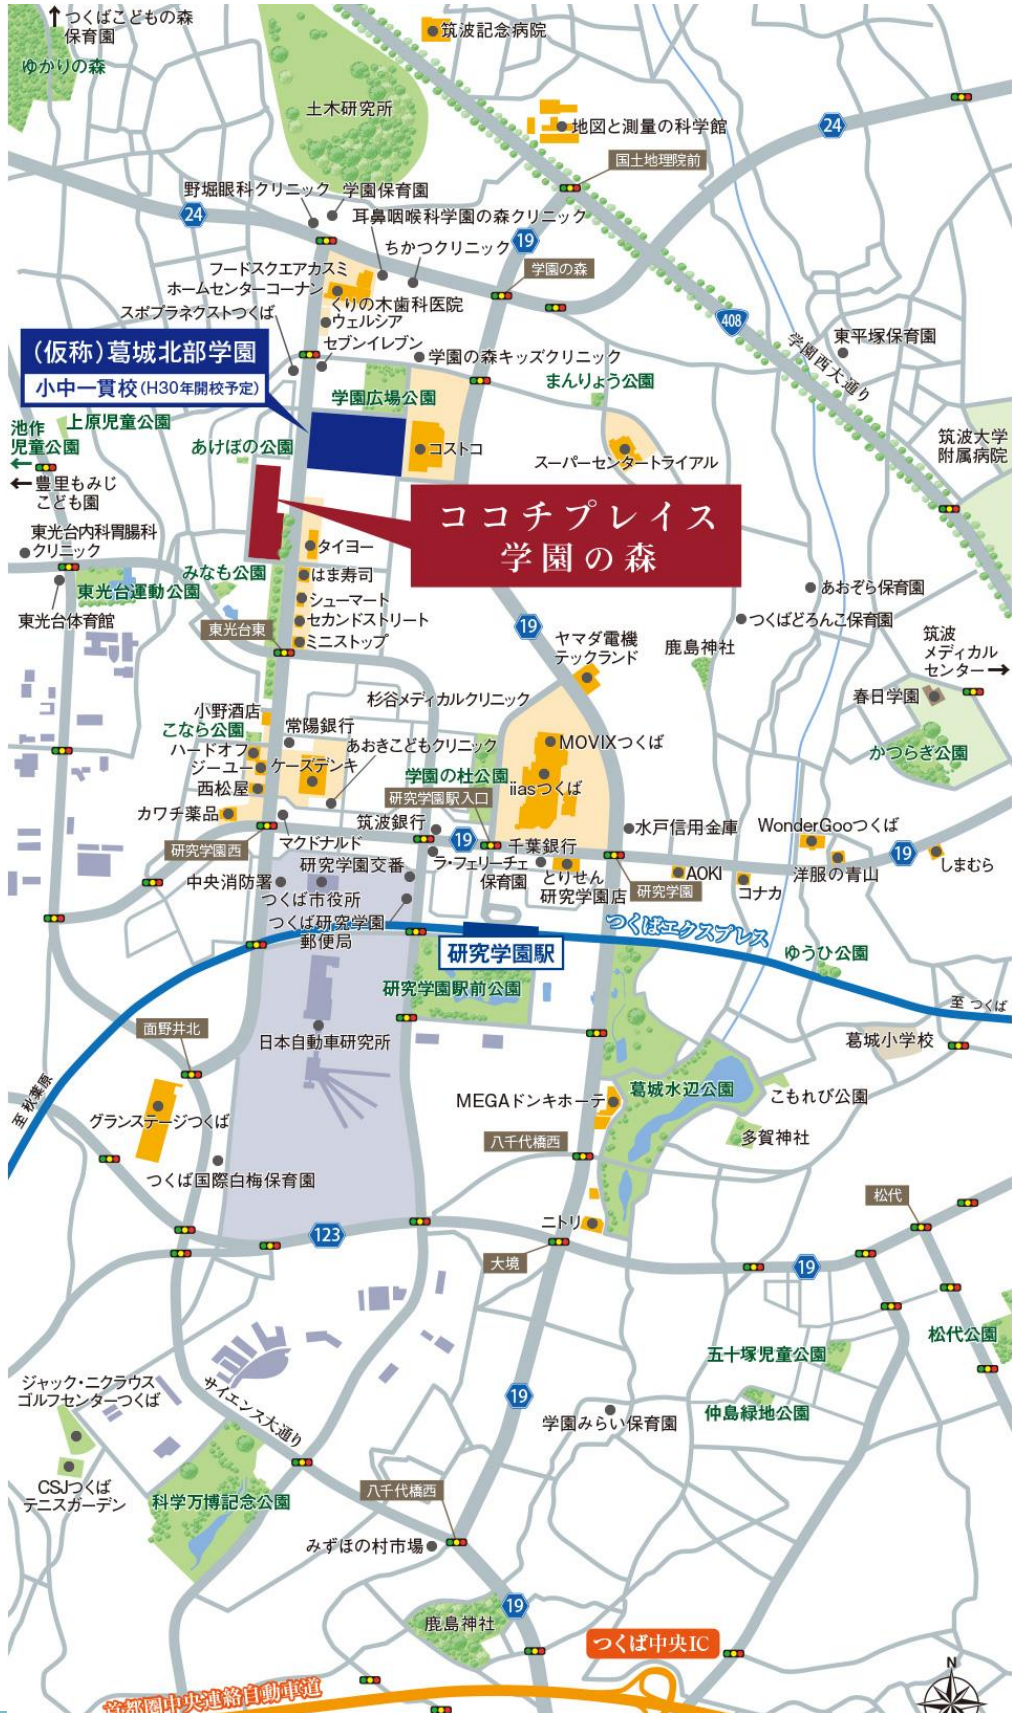 ↑つくばこどもの森
保育園
ゆかりの森
筑波記念病院
土木研究所
地図と測量の科学館
国土地理院前
24
野堀眼科クリニック
学園保育園
24
耳鼻咽喉科学園の森クリニック
19
ちかつクリニック
学園の森
フードスクエアカスミ
ホームセンターコーナン
くりの木歯科医院
スポプラネクストつくば
ウェルシア
セブンイレブン
408
学園西大通り
東平塚保育園
(仮称)葛城北部学園
小中一貫校(H30年開校予定)
学園の森キッズクリニック
まんりょう公園
学園広場公園
上原児童公園
池作
児童公園
←
←豊里もみじ
こども園
あけぼの公園
コストコ
スーパーセンタートライアル
筑波大学
附属病院
ココチプレイス
学園の森
東光台内科胃腸科
クリニック
タイヨー
みなも公園
はま寿司
東光台運動公園
東光台体育館
シューマート
セカンドストリート
東光台東
ミニストップ
19
あおぞら保育園
つくばどろんこ保育園
鹿島神社
ヤマダ電機
テックランド
筑波
メディカル
センター→
春日学園
杉谷メディカルクリニック
小野酒店
こなら公園
常陽銀行
MOVIXつくば
かつらぎ公園
ハードオフ
あおきこどもクリニック
ジーユー
ケーズデンキ
学園の杜公園
iiasつくば
西松屋
研究学園駅入口
カワチ薬品
マクドナルド
筑波銀行
19
水戸信用金庫
WonderGooつくば
研究学園西
千葉銀行
19
研究学園交番
ラ・フェリーチェ
保育園
とりせん
研究学園店
研究学園
AOKI
コナカ
洋服の青山
しまむら
中央消防署
つくば市役所
つくば研究学園
郵便局
つくばエクスプレス
研究学園駅
ゆうひ公園
研究学園駅前公園
至 つくば
面野井北
日本自動車研究所
葛城小学校
至 秋葉原
MEGAドンキホーテ
葛城水辺公園
こもれび公園
グランステージつくば
八千代橋西
多賀神社
つくば国際白梅保育園
松代
ニトリ
123
大境
19
五十塚児童公園
松代公園
ジャック・ニクラウス
ゴルフセンターつくば
サイエンス大通り
19
仲島緑地公園
学園みらい保育園
CSJつくば
テニスガーデン
科学万博記念公園
八千代橋西
みずほの村市場
鹿島神社
19
つくば中央IC
首都圏中央連絡自動車道
N